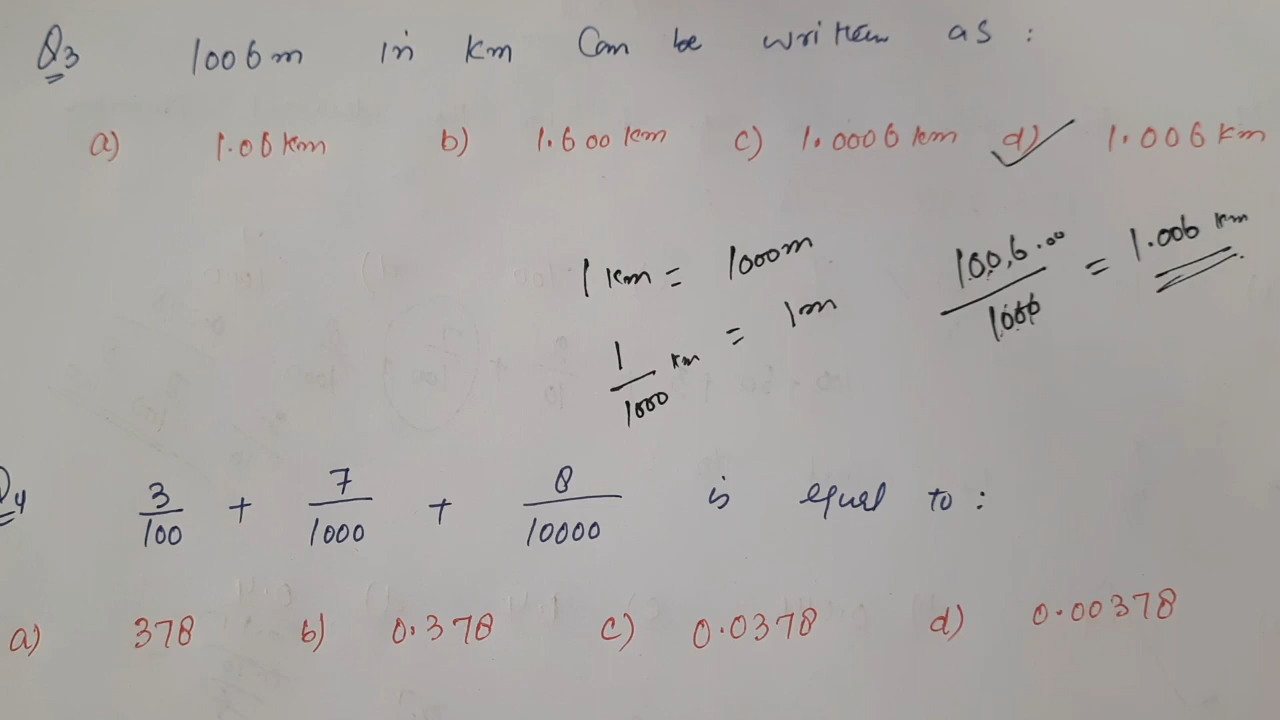 Q3 1006m in km Can be written as :
a) 1.06 km b) 1.600 km c) 1.0006 km d) ✓ 1.006 km
1 km = 1000m
1/1000 km = 1m
1006.00/1000 = 1.006 km
Q4 3/100 + 7/1000 + 8/10000 is equal to :
a) 378 b) 0.378 c) 0.0378 d) 0.00378